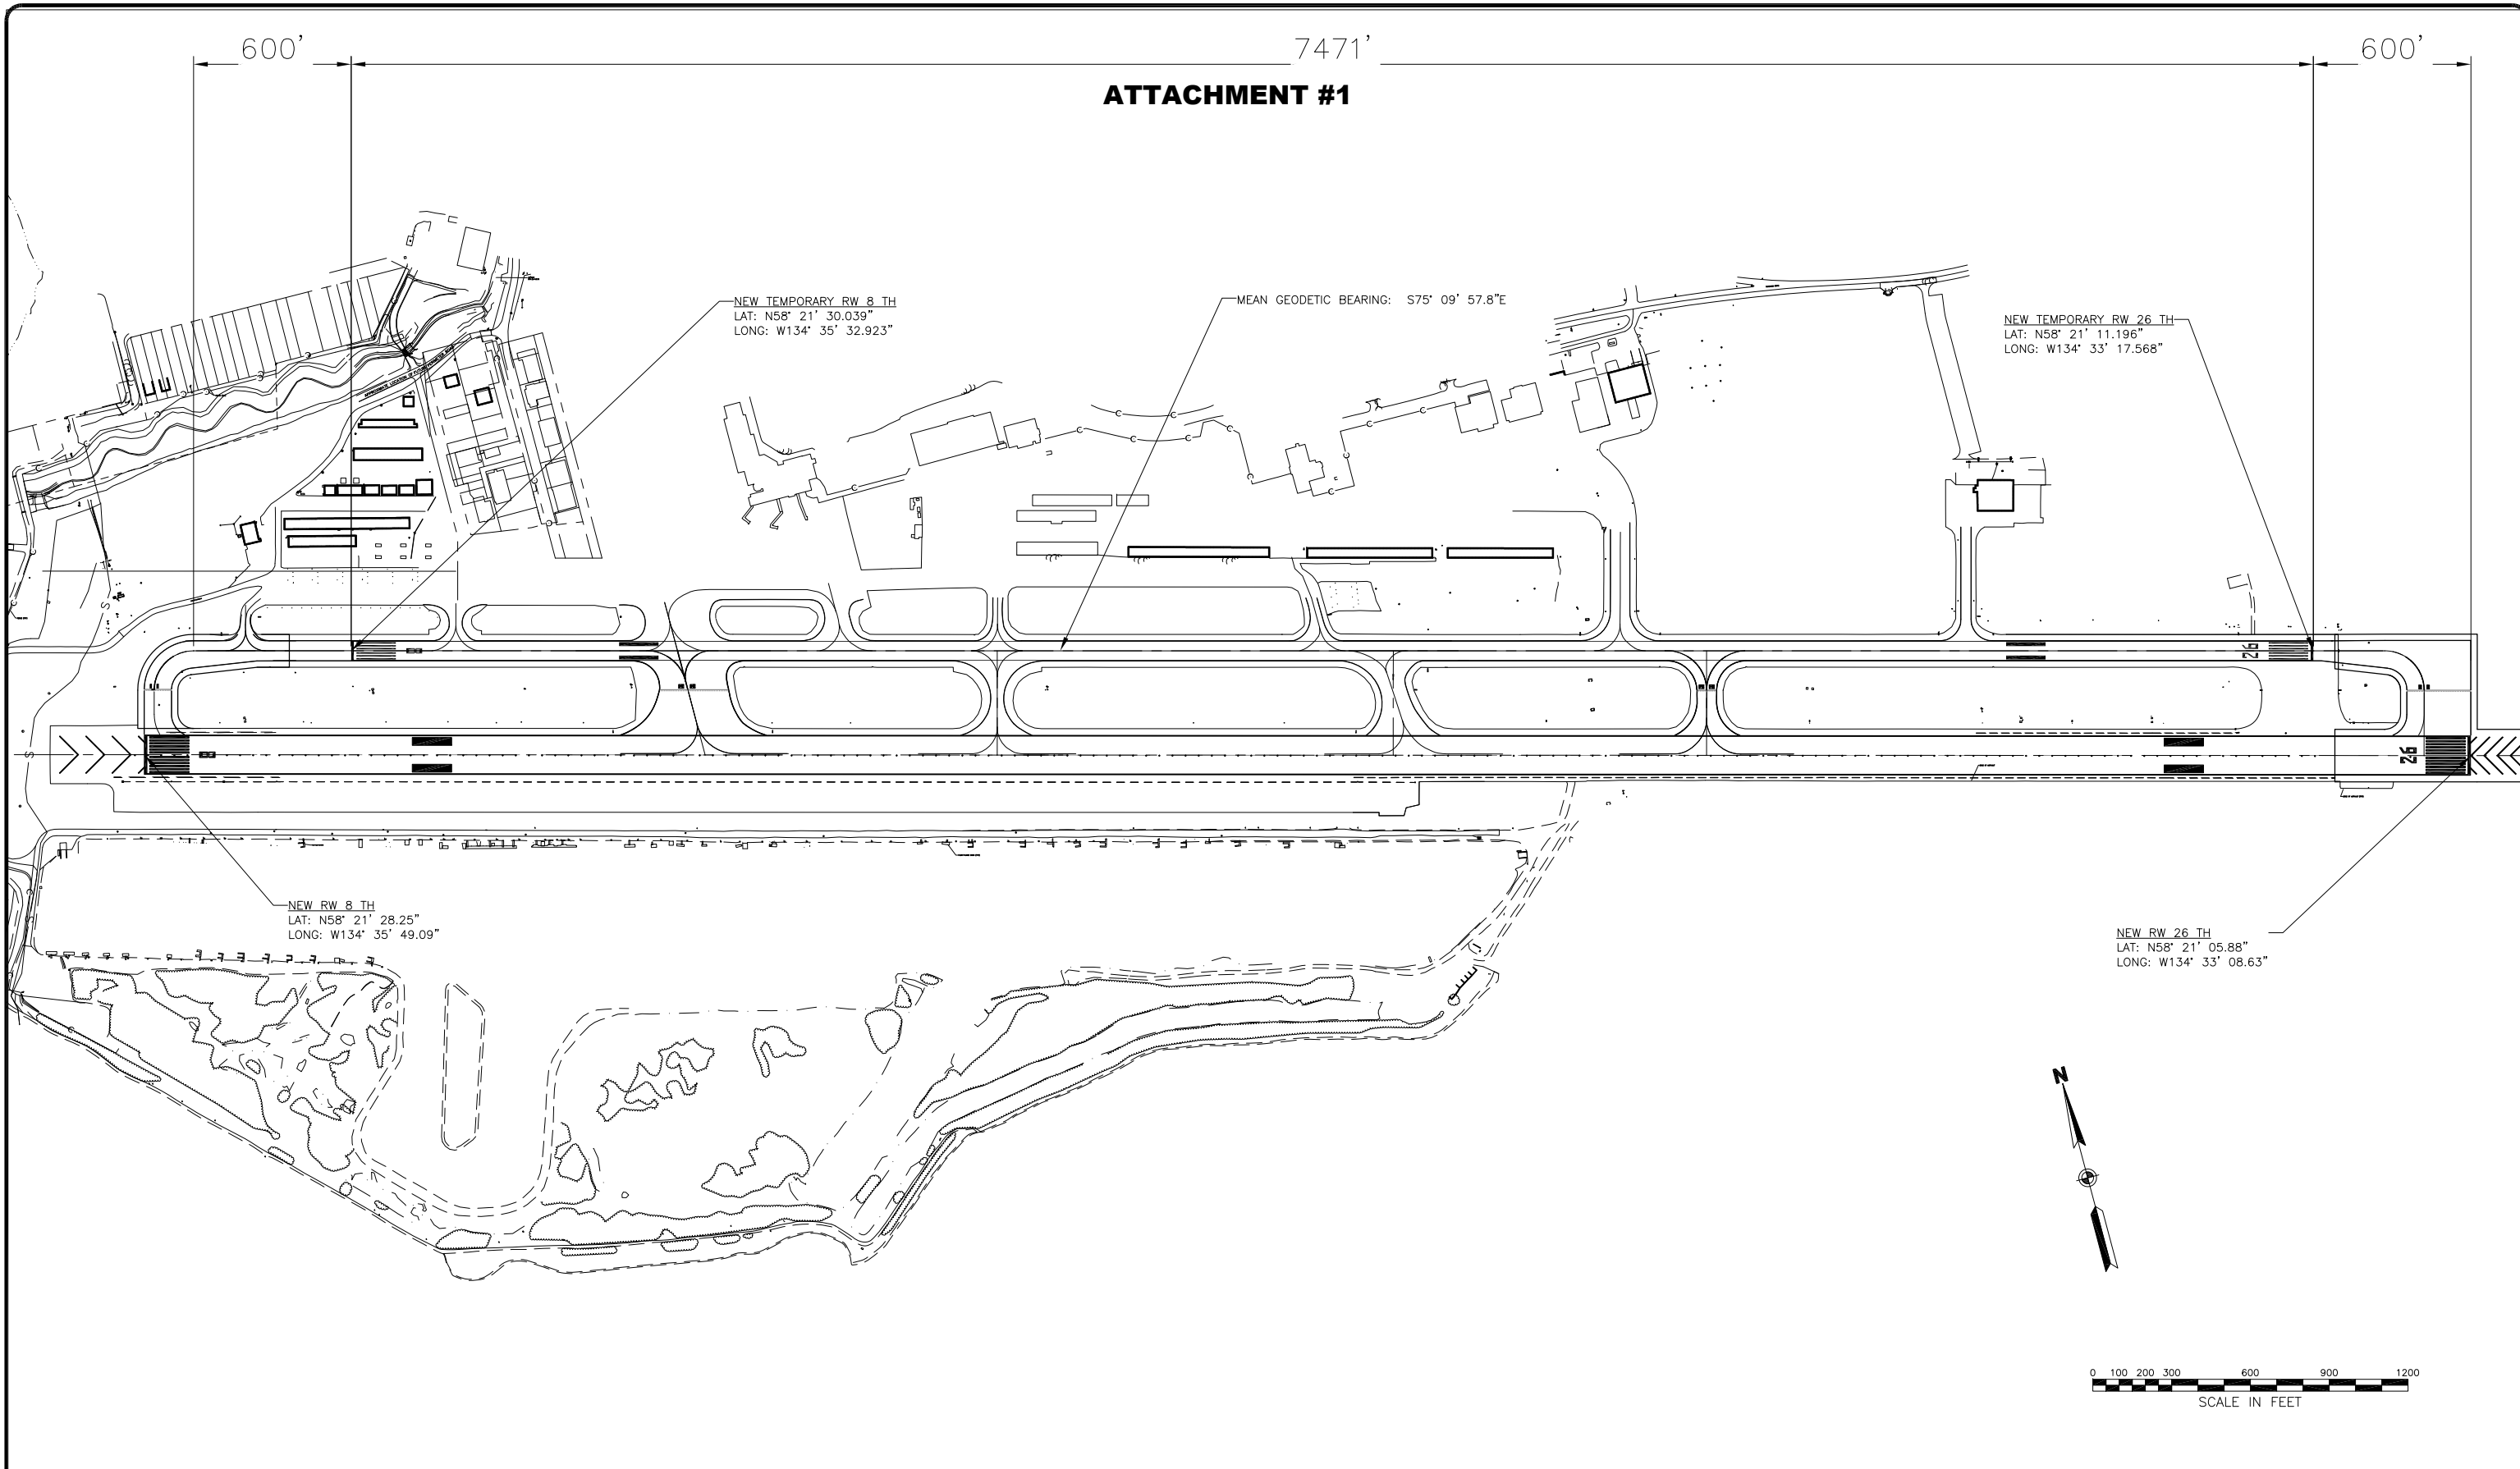 600’
7471’
600’
ATTACHMENT #1
NEW TEMPORARY RW 8 TH
LAT: N58° 21’ 30.039”
LONG: W134° 35’ 32.923”
MEAN GEODETIC BEARING: S75° 09’ 57.8”E
NEW TEMPORARY RW 26 TH
LAT: N58° 21’ 11.196”
LONG: W134° 33’ 17.568”
8
26
8
26
NEW RW 8 TH
LAT: N58° 21’ 28.25”
LONG: W134° 35’ 49.09”
NEW RW 26 TH
LAT: N58° 21’ 05.88”
LONG: W134° 33’ 08.63”
N
0 100 200 300 600 900 1200
SCALE IN FEET